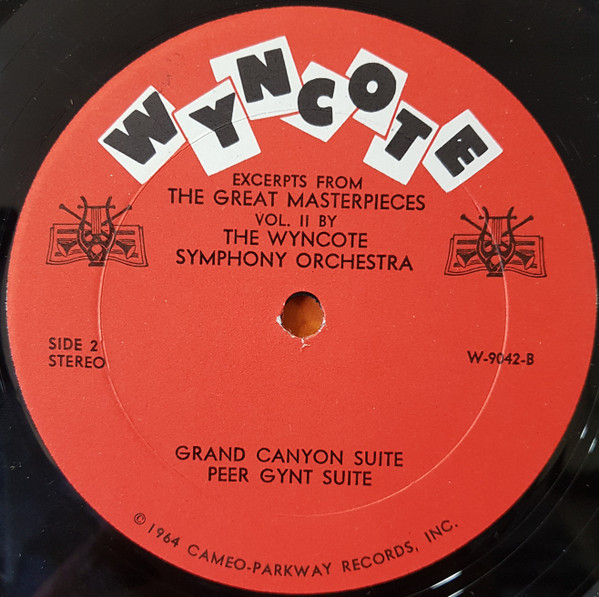 WYNCOTE
EXCERPTS FROM
THE GREAT MASTERPIECES
VOL. II BY
THE WYNCOTE
SYMPHONY ORCHESTRA
SIDE 2
STEREO
W-9042-B
GRAND CANYON SUITE
PEER GYNT SUITE
© 1964 CAMEO-PARKWAY RECORDS, INC.